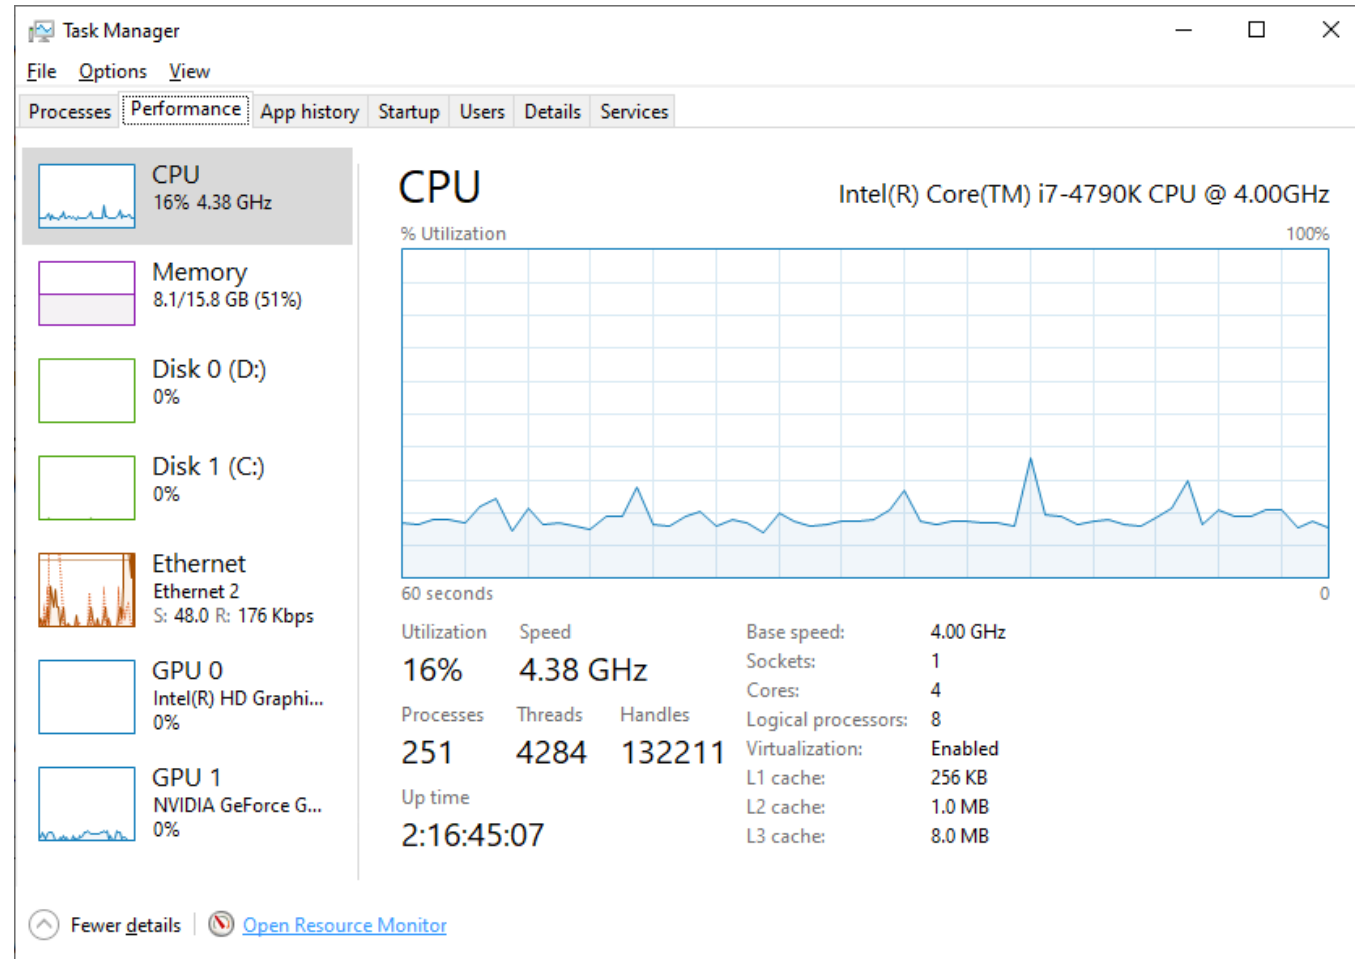 Task Manager
File Options View
Processes Performance App history Startup Users Details Services
CPU
16% 4.38 GHz
Memory
8.1/15.8 GB (51%)
Disk 0 (D:)
0%
Disk 1 (C:)
0%
Ethernet
Ethernet 2
S: 48.0 R: 176 Kbps
GPU 0
Intel(R) HD Graphi...
0%
GPU 1
NVIDIA GeForce G...
0%
CPU Intel(R) Core(TM) i7-4790K CPU @ 4.00GHz
% Utilization 100%
60 seconds 0
Utilization Speed
16% 4.38 GHz
Processes Threads Handles
251 4284 132211
Up time
2:16:45:07
Base speed: 4.00 GHz
Sockets: 1
Cores: 4
Logical processors: 8
Virtualization: Enabled
L1 cache: 256 KB
L2 cache: 1.0 MB
L3 cache: 8.0 MB
Fewer details Open Resource Monitor